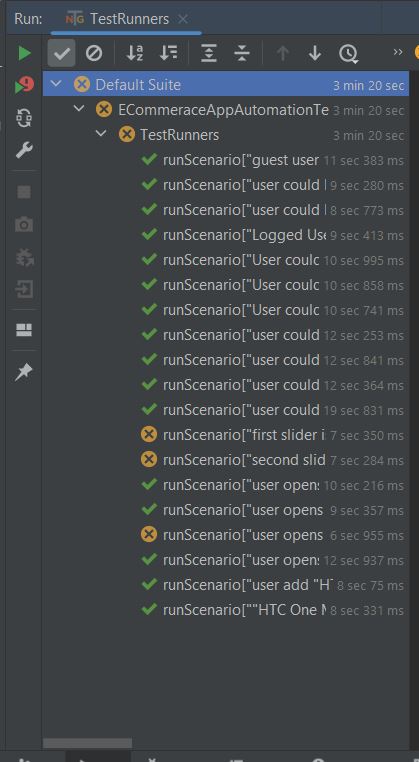 Run: TestRunners
Default Suite 3 min 20 sec
ECommeraceAppAutomationTe 3 min 20 sec
TestRunners 3 min 20 sec
runScenario["guest user 11 sec 383 ms
runScenario["user could 9 sec 280 ms
runScenario["user could 8 sec 773 ms
runScenario["Logged Use 9 sec 413 ms
runScenario["User could 10 sec 995 ms
runScenario["User could 10 sec 858 ms
runScenario["User could 10 sec 741 ms
runScenario["user could 12 sec 253 ms
runScenario["user could 12 sec 841 ms
runScenario["user could 12 sec 364 ms
runScenario["user could 19 sec 831 ms
runScenario["first slider i 7 sec 350 ms
runScenario["second slid 7 sec 284 ms
runScenario["user opens 10 sec 216 ms
runScenario["user opens 9 sec 357 ms
runScenario["user opens 6 sec 955 ms
runScenario["user opens 12 sec 937 ms
runScenario["user add "HT 8 sec 75 ms
runScenario[""HTC One M 8 sec 331 ms